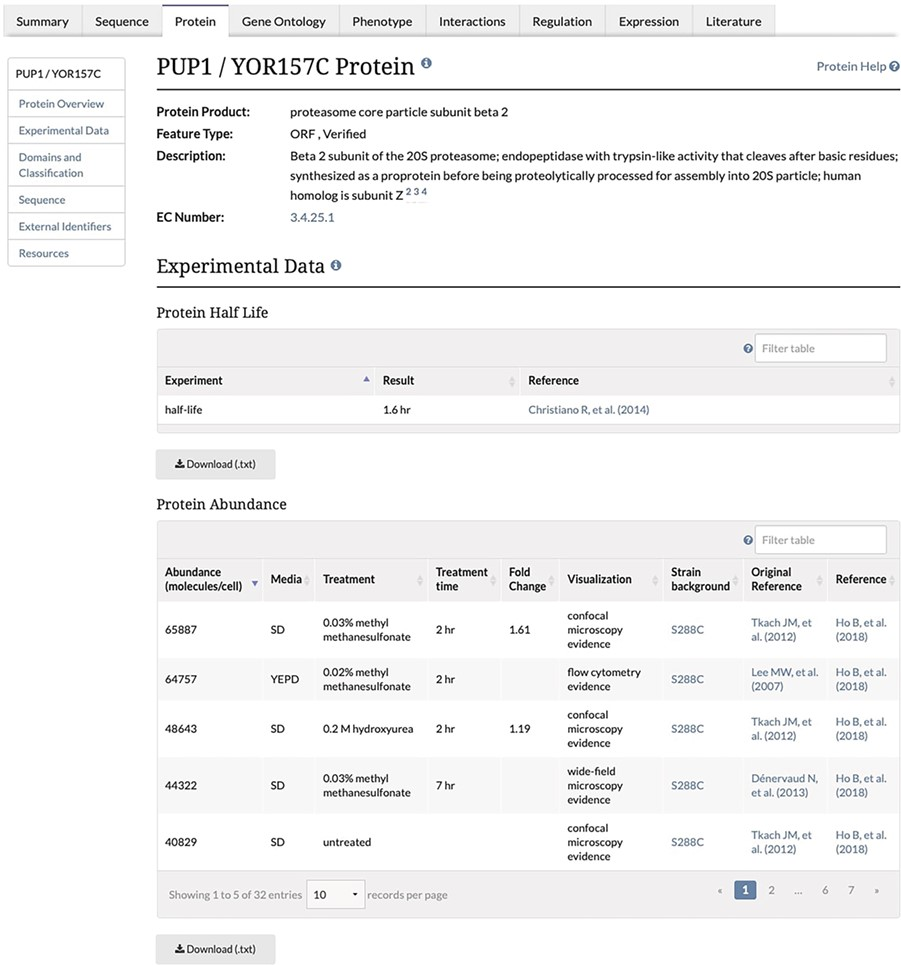 Summary Sequence Protein Gene Ontology Phenotype Interactions Regulation Expression Literature
PUP1 / YOR157C
Protein Overview
Experimental Data
Domains and
Classification
Sequence
External Identifiers
Resources
PUP1 / YOR157C Protein
Protein Help
Protein Product: proteasome core particle subunit beta 2
Feature Type: ORF , Verified
Description: Beta 2 subunit of the 20S proteasome; endopeptidase with trypsin-like activity that cleaves after basic residues;
synthesized as a proprotein before being proteolytically processed for assembly into 20S particle; human
homolog is subunit Z 2 3 4
EC Number: 3.4.25.1
Experimental Data
Protein Half Life
Filter table
Experiment Result Reference
half-life 1.6 hr Christiano R, et al. (2014)
Download (.txt)
Protein Abundance
Filter table
Abundance
(molecules/cell)
Media
Treatment
Treatment
time
Fold
Change
Visualization
Strain
background
Original
Reference
Reference
65887
SD
0.03% methyl
methanesulfonate
2 hr
1.61
confocal
microscopy
evidence
S288C
Tkach JM, et
al. (2012)
Ho B, et al.
(2018)
64757
YEPD
0.02% methyl
methanesulfonate
2 hr
flow cytometry
evidence
S288C
Lee MW, et al.
(2007)
Ho B, et al.
(2018)
48643
SD
0.2 M hydroxyurea
2 hr
1.19
confocal
microscopy
evidence
S288C
Tkach JM, et
al. (2012)
Ho B, et al.
(2018)
44322
SD
0.03% methyl
methanesulfonate
7 hr
wide-field
microscopy
evidence
S288C
Dénervaud N,
et al. (2013)
Ho B, et al.
(2018)
40829
SD
untreated
confocal
microscopy
evidence
S288C
Tkach JM, et
al. (2012)
Ho B, et al.
(2018)
Showing 1 to 5 of 32 entries 10 records per page
« 1 2 ... 6 7 »
Download (.txt)